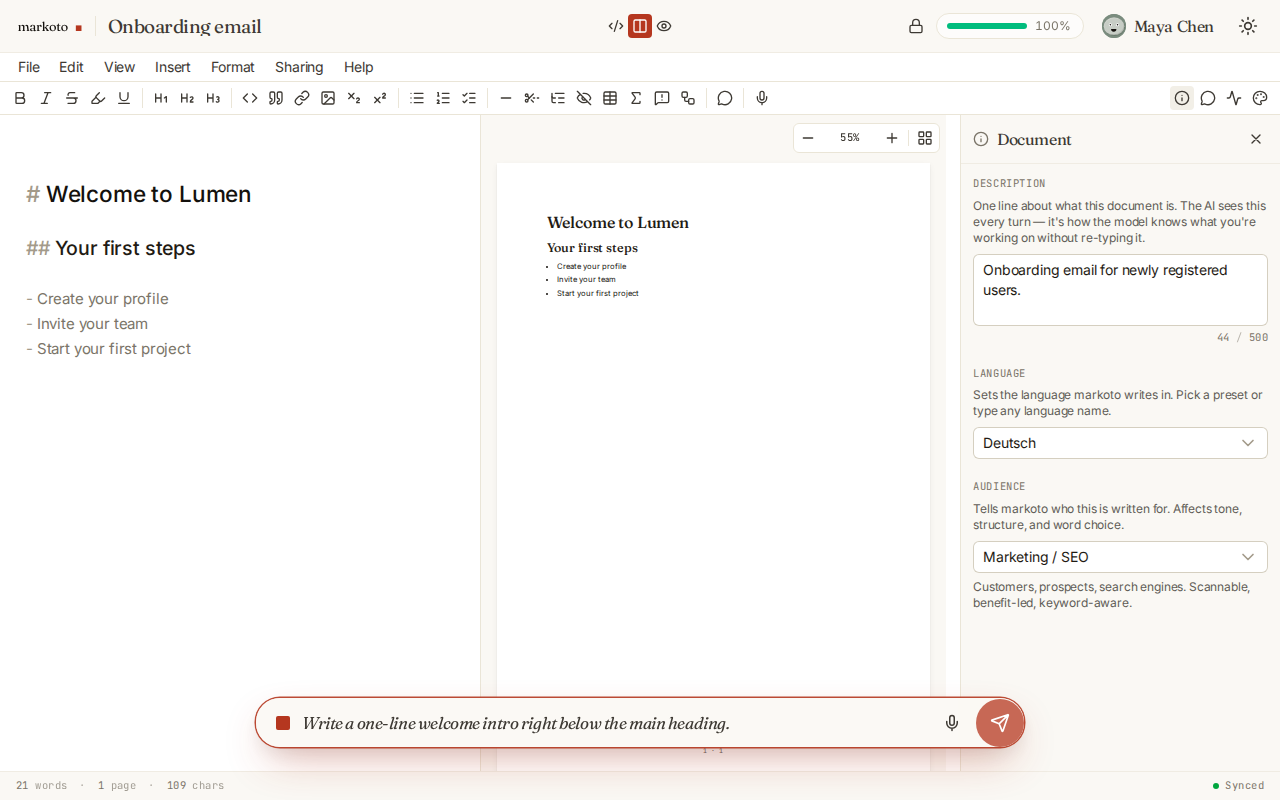 markoto
Onboarding email
100%
Maya Chen
File Edit View Insert Format Sharing Help
H1 H2 H3
X2 X2
55%
Document
# Welcome to Lumen
## Your first steps
- Create your profile
- Invite your team
- Start your first project
Welcome to Lumen
Your first steps
• Create your profile
• Invite your team
• Start your first project
DESCRIPTION
One line about what this document is. The AI sees this
every turn — it's how the model knows what you're
working on without re-typing it.
Onboarding email for newly registered
users.
44 / 500
LANGUAGE
Sets the language markoto writes in. Pick a preset or
type any language name.
Deutsch
AUDIENCE
Tells markoto who this is written for. Affects tone,
structure, and word choice.
Marketing / SEO
Customers, prospects, search engines. Scannable,
benefit-led, keyword-aware.
Write a one-line welcome intro right below the main heading.
21 words · 1 page · 109 chars
Synced